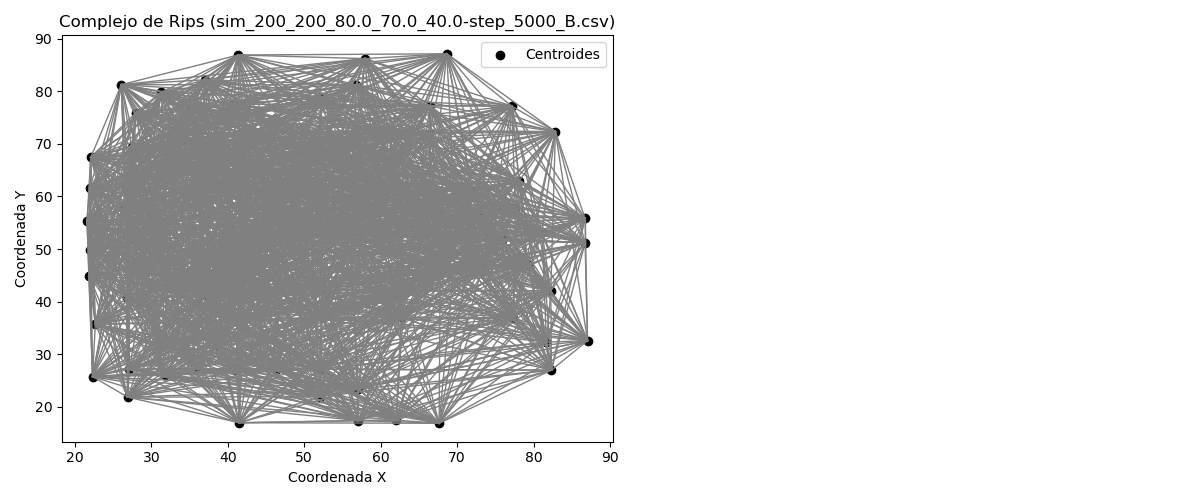 Complejo de Rips (sim_200_200_80.0_70.0_40.0-step_5000_B.csv)
Centroides
Coordenada Y
90
80
70
60
50
40
30
20
20 30 40 50 60 70 80 90
Coordenada X